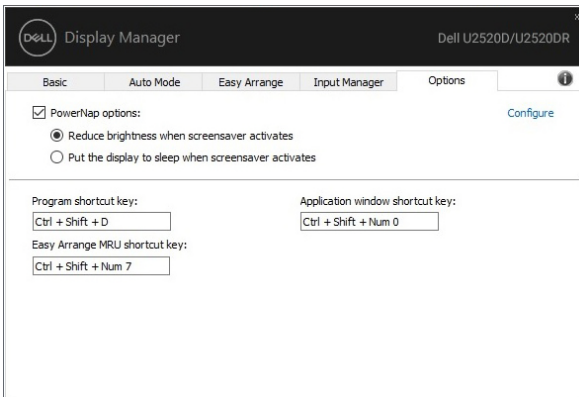 DELL Display Manager
Dell U2520D/U2520DR
Basic
Auto Mode
Easy Arrange
Input Manager
Options
PowerNap options:
Configure
Reduce brightness when screensaver activates
Put the display to sleep when screensaver activates
Program shortcut key:
Application window shortcut key:
Ctrl + Shift + D
Ctrl + Shift + Num 0
Easy Arrange MRU shortcut key:
Ctrl + Shift + Num 7